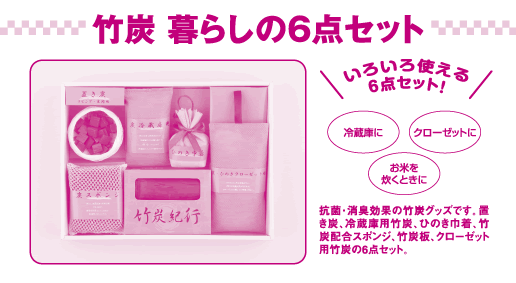 竹炭 暮らしの6点セット
いろいろ使える
6点セット!
冷蔵庫に
クローゼットに
お米を
炊くときに
抗菌・消臭効果の竹炭グッズです。置
き炭、冷蔵庫用竹炭、ひのき巾着、竹
炭配合スポンジ、竹炭板、クローゼット
用竹炭の6点セット。
置き炭
竹炭紀行